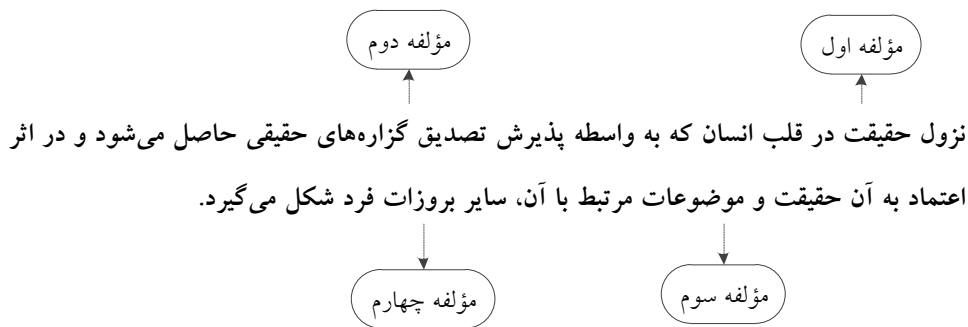 مؤلفه اول
مؤلفه دوم
نزول حقیقت در قلب انسان که به واسطه پذیرش تصدیق گزاره‌های حقیقی حاصل می‌شود و در اثر
اعتماد به آن حقیقت و موضوعات مرتبط با آن، سایر بروزات فرد شکل می‌گیرد.
مؤلفه سوم
مؤلفه چهارم